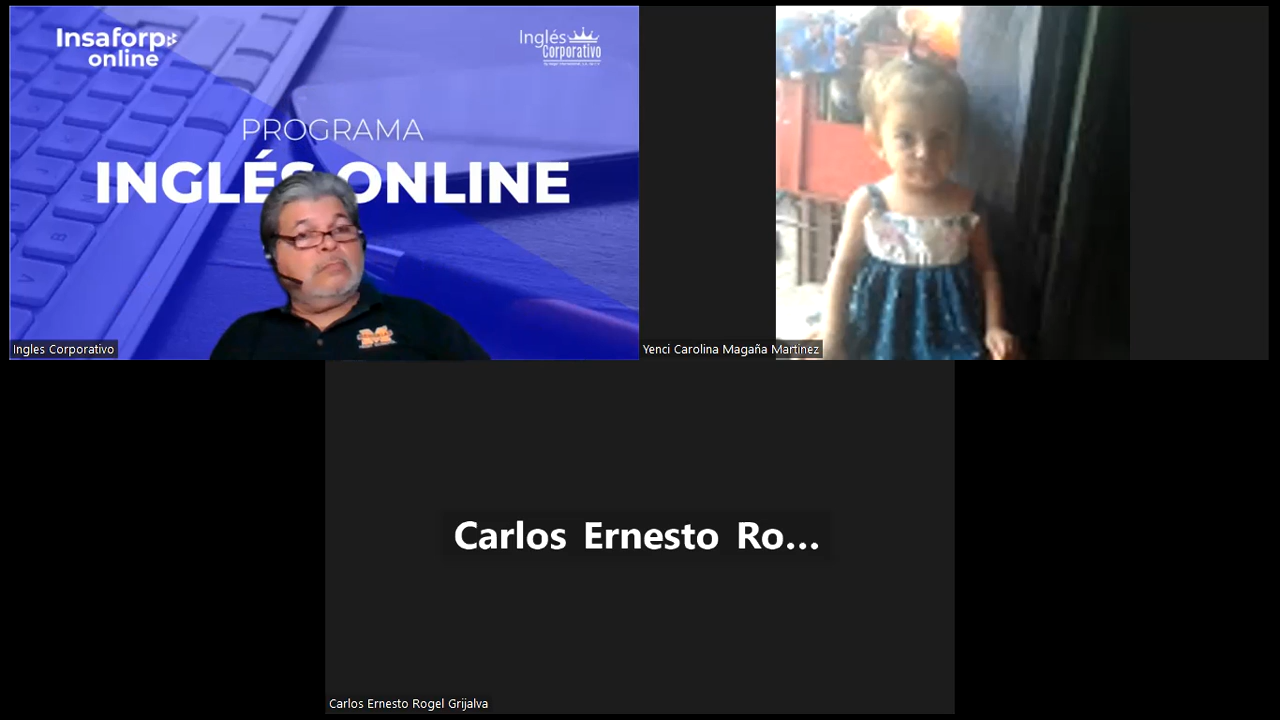 Insaforp
online
Inglés
Corporativo
PROGRAMA
INGLÉS ONLINE
Ingles Corporativo
Yenci Carolina Magaña Martinez
Carlos Ernesto Ro...
Carlos Ernesto Rogel Grijalva